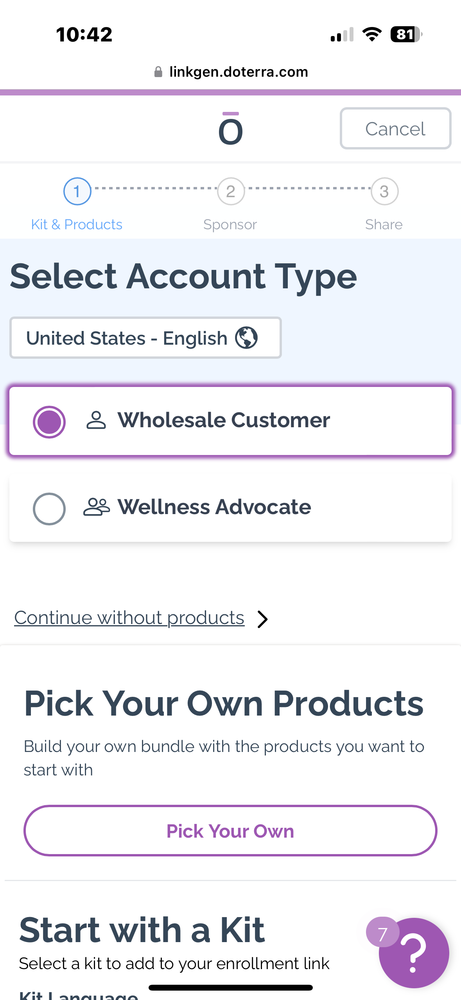 10:42
81
linkgen.doterra.com
ō
Cancel
1
2
3
Kit & Products
Sponsor
Share
Select Account Type
United States - English
Wholesale Customer
Wellness Advocate
Continue without products
Pick Your Own Products
Build your own bundle with the products you want to
start with
Pick Your Own
Start with a Kit
7
?
Select a kit to add to your enrollment link
Kit Language